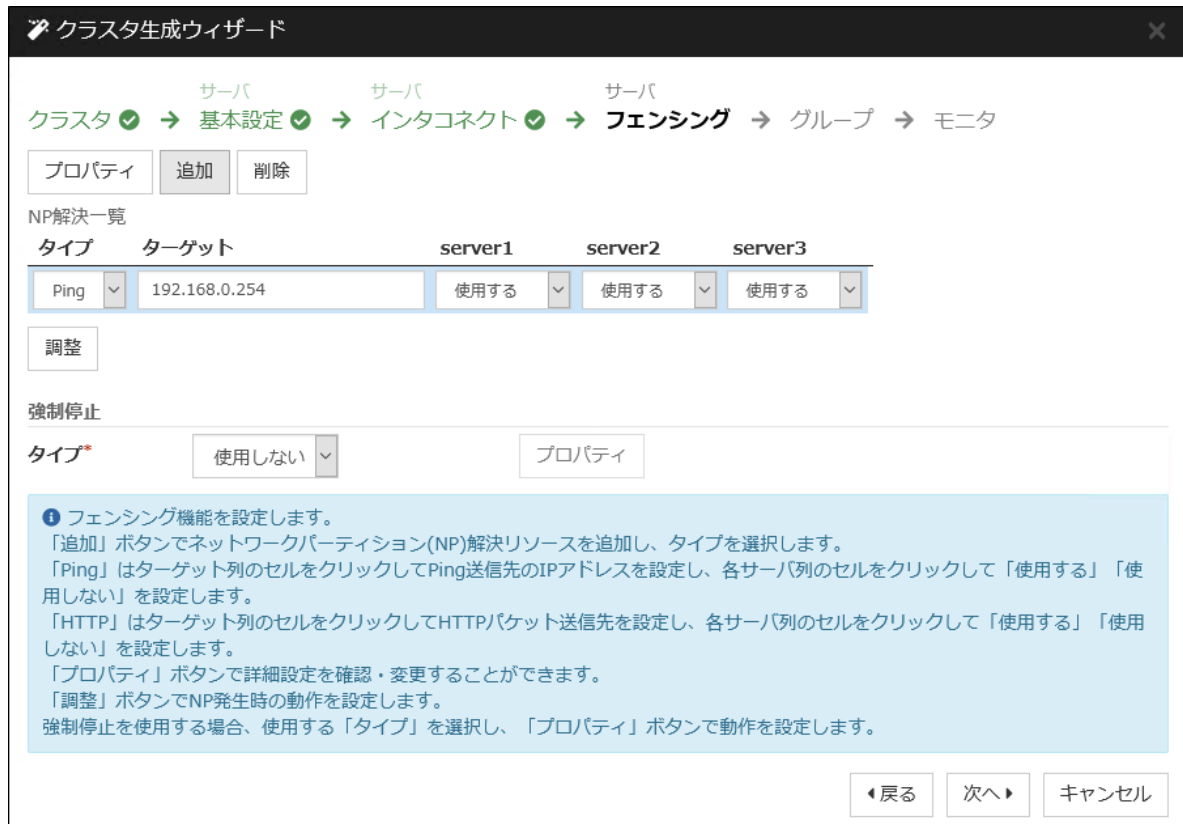 クラスタ生成ウィザード
サーバ サーバ サーバ
クラスタ → 基本設定 → インタコネクト → フェンシング → グループ → モニタ
プロパティ 追加 削除
NP解決一覧
タイプ ターゲット server1 server2 server3
Ping 192.168.0.254 使用する 使用する 使用する
調整
強制停止
タイプ* 使用しない プロパティ
フェンシング機能を設定します。
「追加」ボタンでネットワークパーティション(NP)解決リソースを追加し、タイプを選択します。
「Ping」はターゲット列のセルをクリックしてPing送信先のIPアドレスを設定し、各サーバ列のセルをクリックして「使用する」「使
用しない」を設定します。
「HTTP」はターゲット列のセルをクリックしてHTTPパケット送信先を設定し、各サーバ列のセルをクリックして「使用する」「使用
しない」を設定します。
「プロパティ」ボタンで詳細設定を確認・変更することができます。
「調整」ボタンでNP発生時の動作を設定します。
強制停止を使用する場合、使用する「タイプ」を選択し、「プロパティ」ボタンで動作を設定します。
戻る 次へ キャンセル